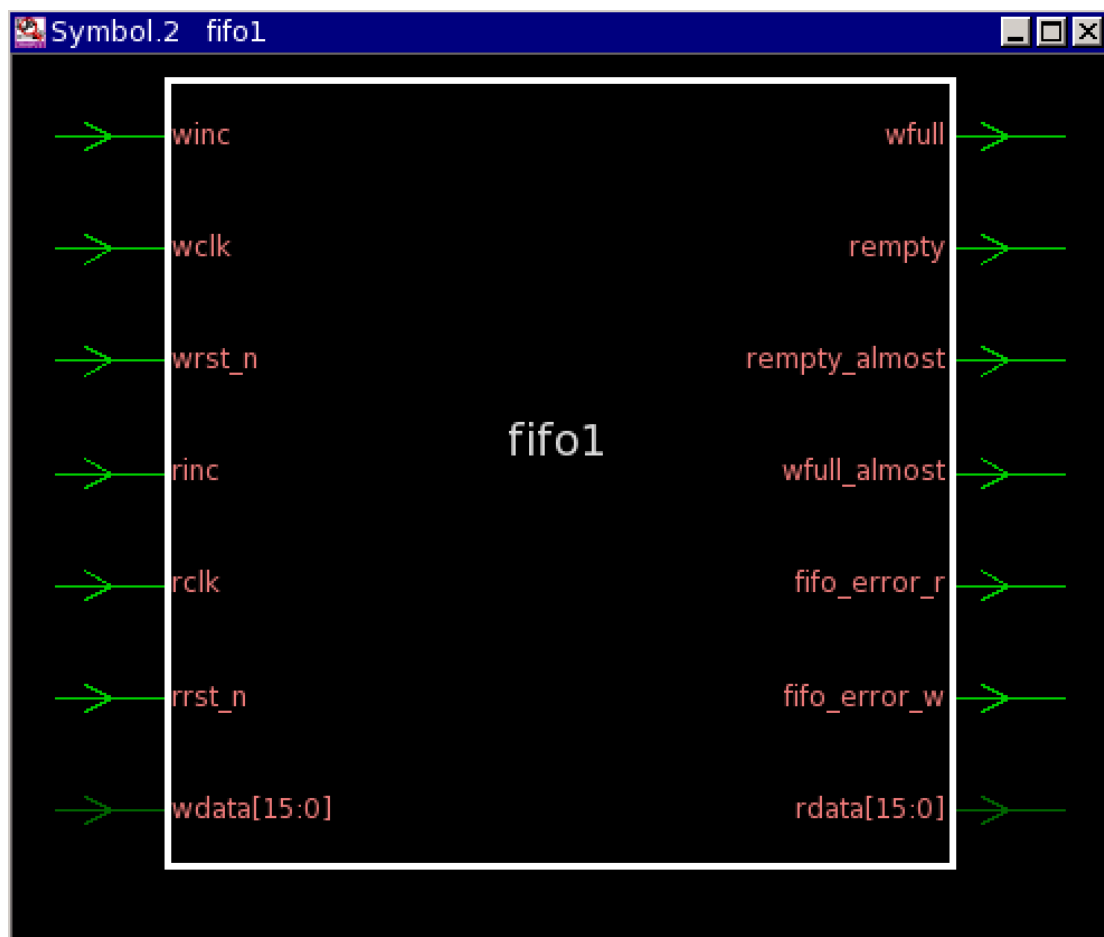 Symbol.2 fifo1
winc wfull
wclk rempty
wrst_n rempty_almost
fifo1
rinc wfull_almost
rclk fifo_error_r
rrst_n fifo_error_w
wdata[15:0] rdata[15:0]